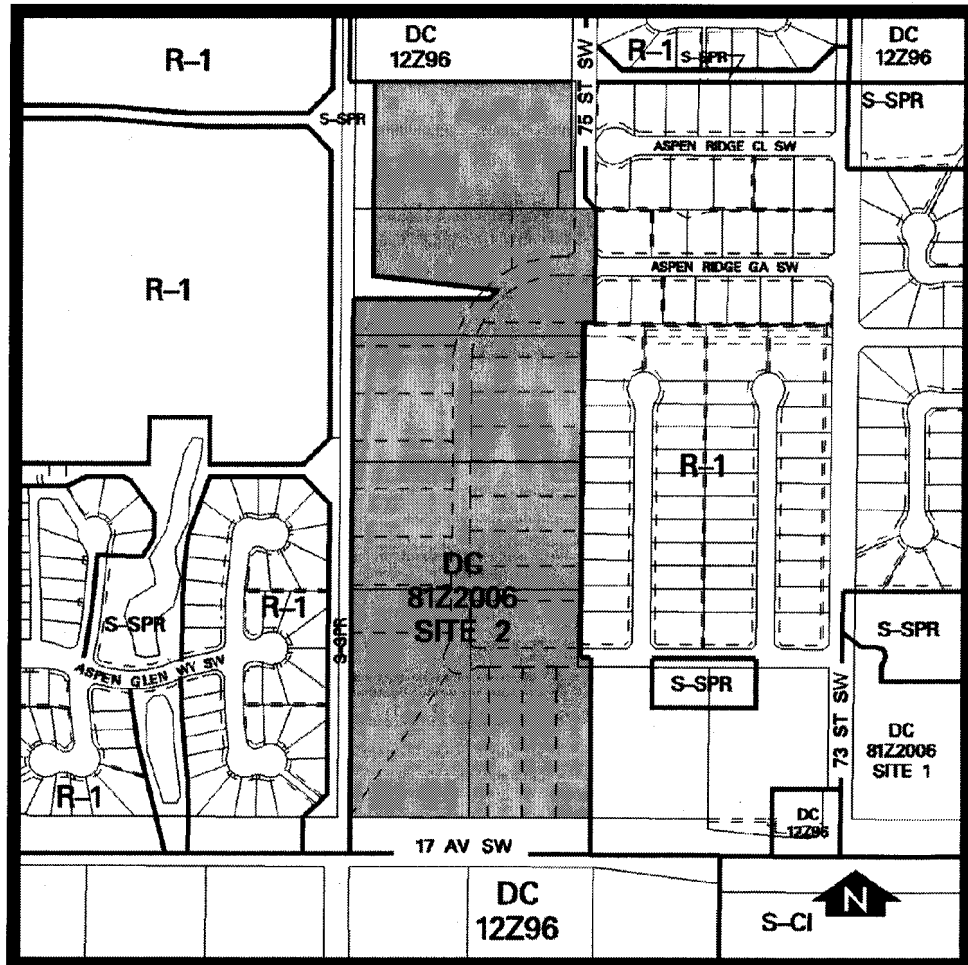 R-1
DC
12Z96
75 ST SW
R-1
S-SPR
DC
12Z96
S-SPR
S-SPR
ASPEN RIDGE CL SW
R-1
ASPEN RIDGE GA SW
R-1
DC
81Z2006
SITE 2
R-1
S-SPR
S-SPR
ASPEN GLEN WY SW
R-1
S-SPR
S-SPR
73 ST SW
DC
81Z2006
SITE 1
DC
12Z96
17 AV SW
DC
12Z96
S-CI
N